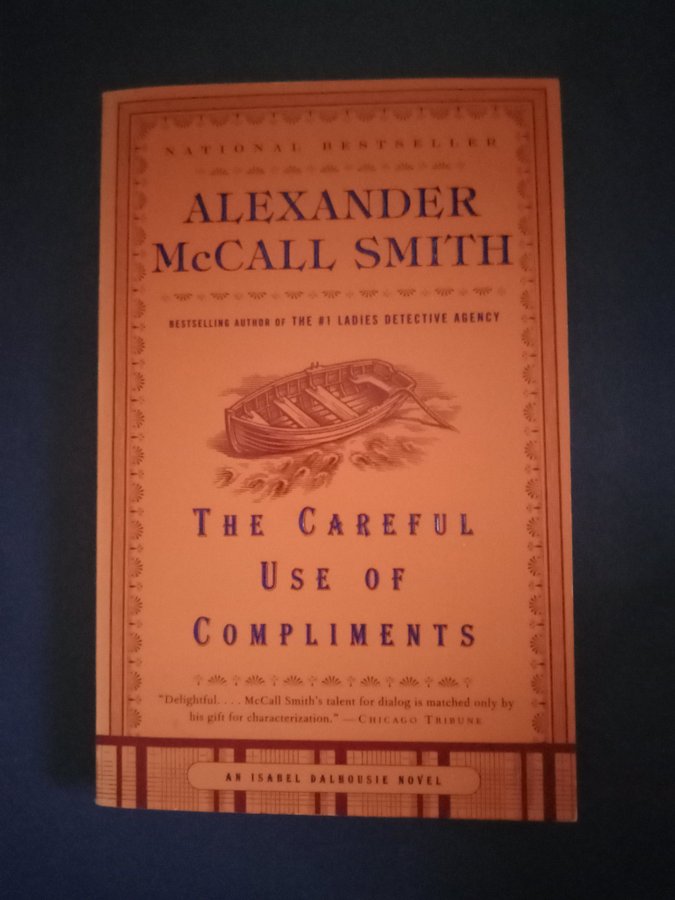 NATIONAL BESTSELLER
ALEXANDER
McCALL SMITH
BESTSELLING AUTHOR OF THE #1 LADIES DETECTIVE AGENCY
THE CAREFUL
USE OF
COMPLIMENTS
"Delightful. . . . McCall Smith's talent for dialog is matched only by
his gift for characterization." —CHICAGO TRIBUNE
AN ISABEL DALHOUSIE NOVEL